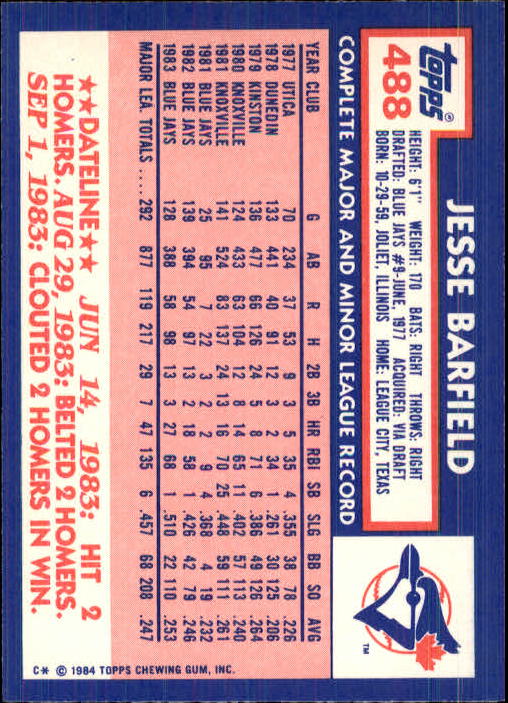 topps®
488
JESSE BARFIELD
HEIGHT: 6'1" WEIGHT: 170 BATS: RIGHT THROWS: RIGHT
DRAFTED: BLUE JAYS #9-JUNE, 1977 ACQUIRED: VIA DRAFT
BORN: 10-29-59, JOLIET, ILLINOIS HOME: LEAGUE CITY, TEXAS
COMPLETE MAJOR AND MINOR LEAGUE RECORD
YEAR CLUB G AB R H 2B 3B HR RBI SB SLG BB SO AVG
1977 UTICA 70 234 37 53 9 3 5 35 4 .355 38 78 .226
1978 DUNEDIN 133 441 40 91 12 3 2 34 1 .261 30 125 .206
1979 KINSTON 136 477 66 126 24 5 8 71 6 .386 49 126 .264
1980 KNOXVILLE 124 433 63 104 12 8 14 65 11 .402 57 113 .240
1981 KNOXVILLE 141 524 83 137 24 13 16 70 25 .448 59 111 .261
1981 BLUE JAYS 25 95 7 22 3 2 2 9 4 .368 4 19 .232
1982 BLUE JAYS 139 394 54 97 13 2 18 58 1 .426 42 79 .246
1983 BLUE JAYS 128 388 58 98 13 3 27 68 1 .510 22 110 .253
MAJOR LEA TOTALS .... 292 877 119 217 29 7 47 135 6 .457 68 208 .247
★★DATELINE★★ JUN 14, 1983: HIT 2
HOMERS. AUG 29, 1983: BELTED 2 HOMERS.
SEP 1, 1983: CLOUTED 2 HOMERS IN WIN.
TM
C* © 1984 TOPPS CHEWING GUM, INC.